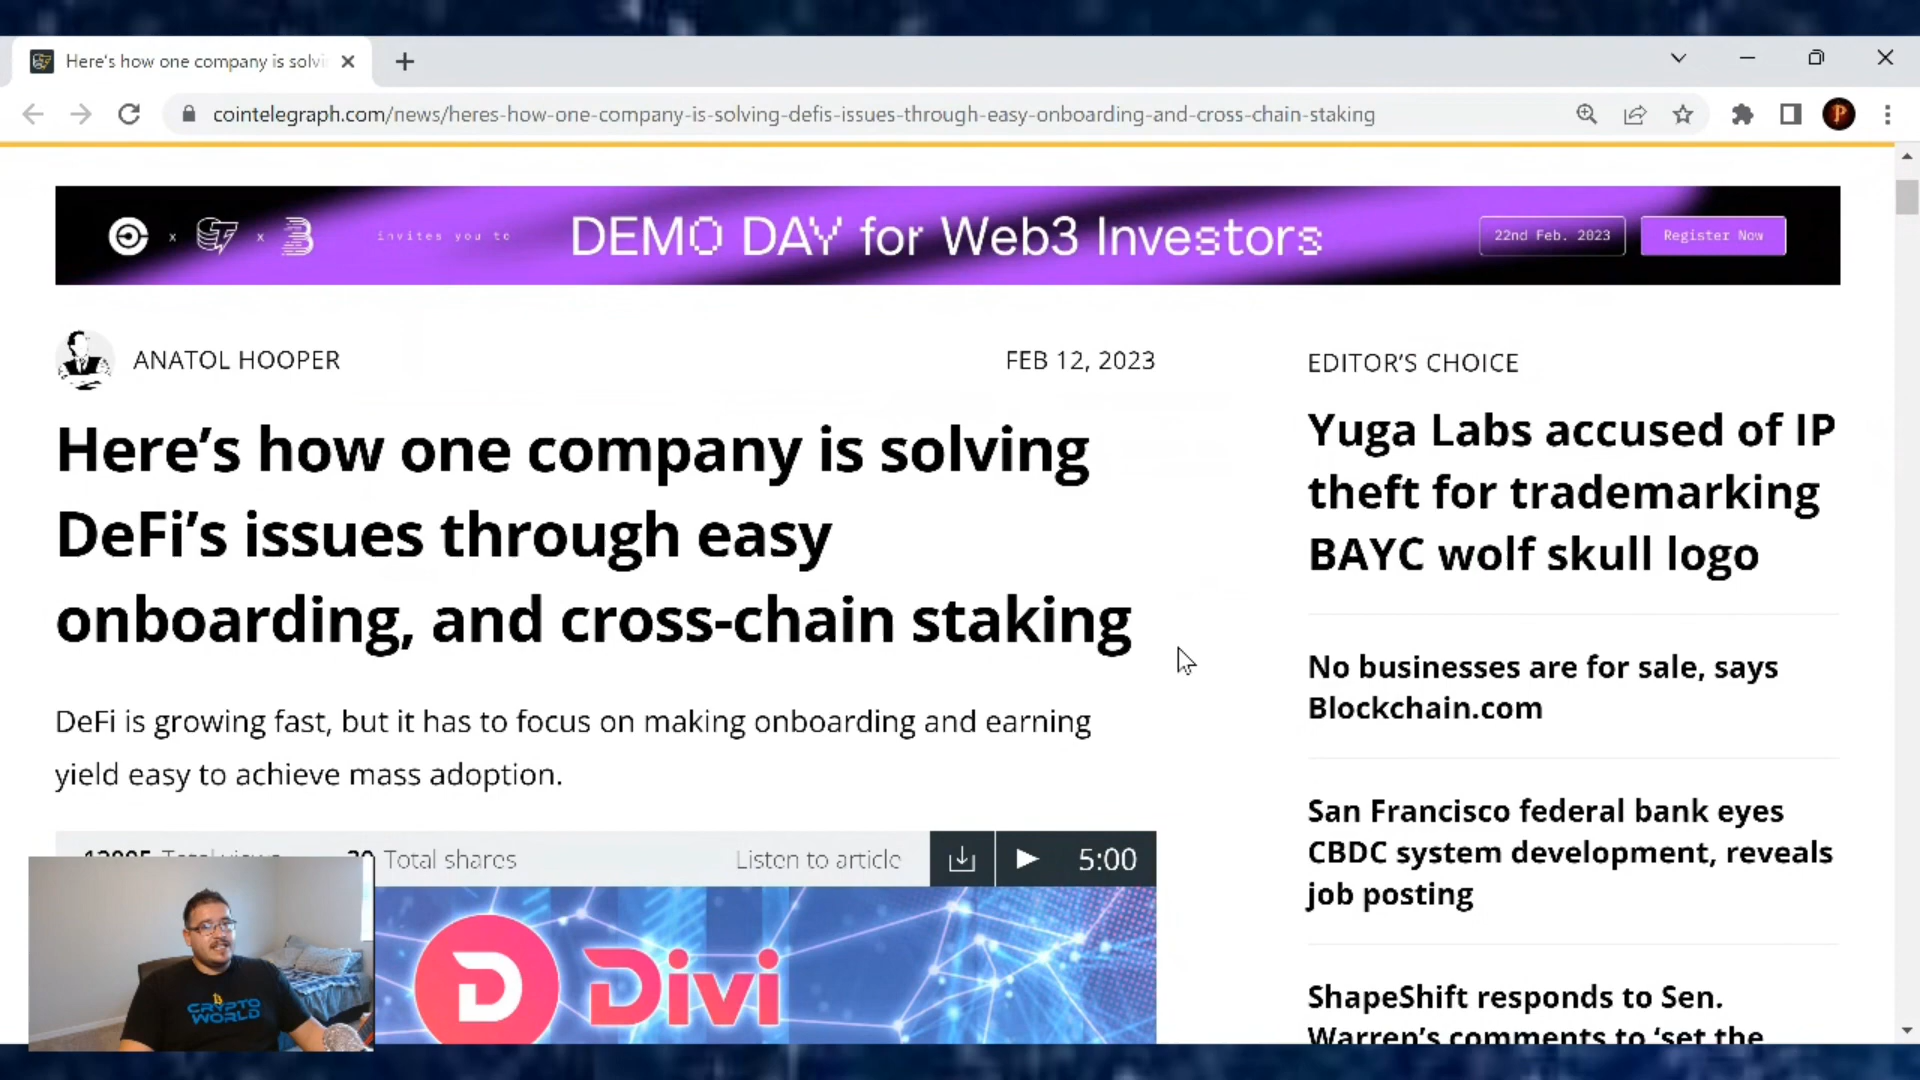 Here's how one company is solvi
cointelegraph.com/news/heres-how-one-company-is-solving-defis-issues-through-easy-onboarding-and-cross-chain-staking
P
x x invites you to DEMO DAY for Web3 Investors 22nd Feb. 2023 Register Now
ANATOL HOOPER
FEB 12, 2023
Here's how one company is solving
DeFi's issues through easy
onboarding, and cross-chain staking
DeFi is growing fast, but it has to focus on making onboarding and earning
yield easy to achieve mass adoption.
Total shares
Listen to article
5:00
Divi
CRYPTO
WORLD
EDITOR'S CHOICE
Yuga Labs accused of IP
theft for trademarking
BAYC wolf skull logo
No businesses are for sale, says
Blockchain.com
San Francisco federal bank eyes
CBDC system development, reveals
job posting
ShapeShift responds to Sen.
Warren's comments to 'set the